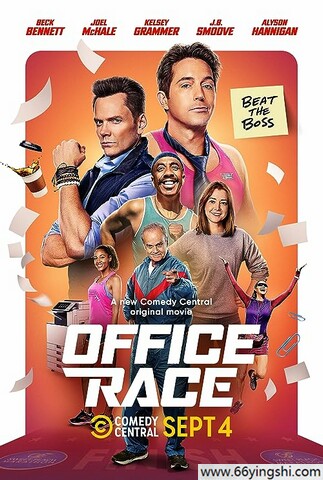 BECK BENNETT
JOEL McHALE
KELSEY GRAMMER
J.B. SMOOVE
ALYSON HANNIGAN
BEAT
THE
BOSS
A new Comedy Central
original movie
OFFICE
RACE
COMEDY
CENTRAL
SEPT 4
FINISH
www.66yingshi.com